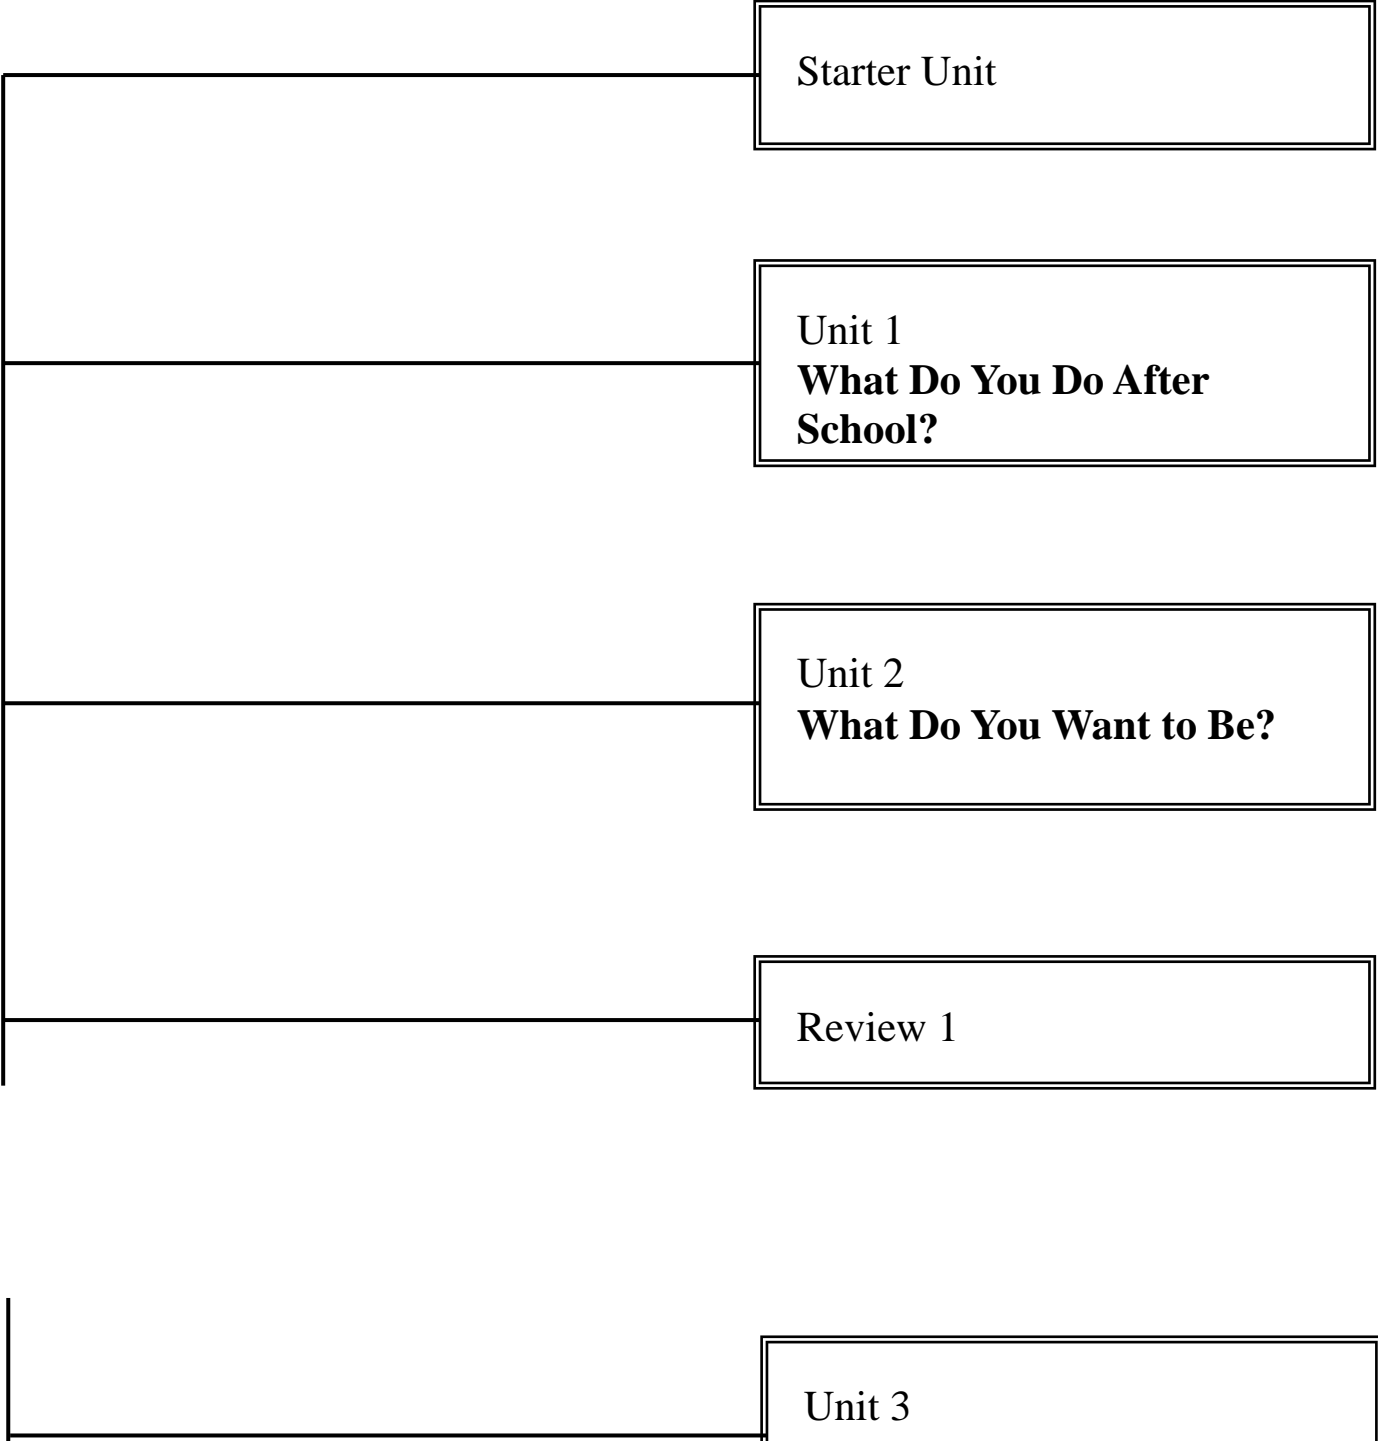 Starter Unit
Unit 1
What Do You Do After
School?
Unit 2
What Do You Want to Be?
Review 1
Unit 3